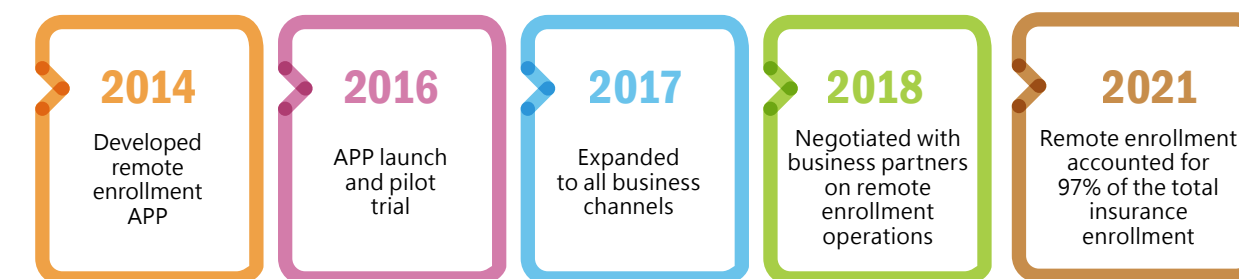 2014
Developed
remote
enrollment
APP
2016
APP launch
and pilot
trial
2017
Expanded
to all business
channels
2018
Negotiated with
business partners
on remote
enrollment
operations
2021
Remote enrollment
accounted for
97% of the total
insurance
enrollment